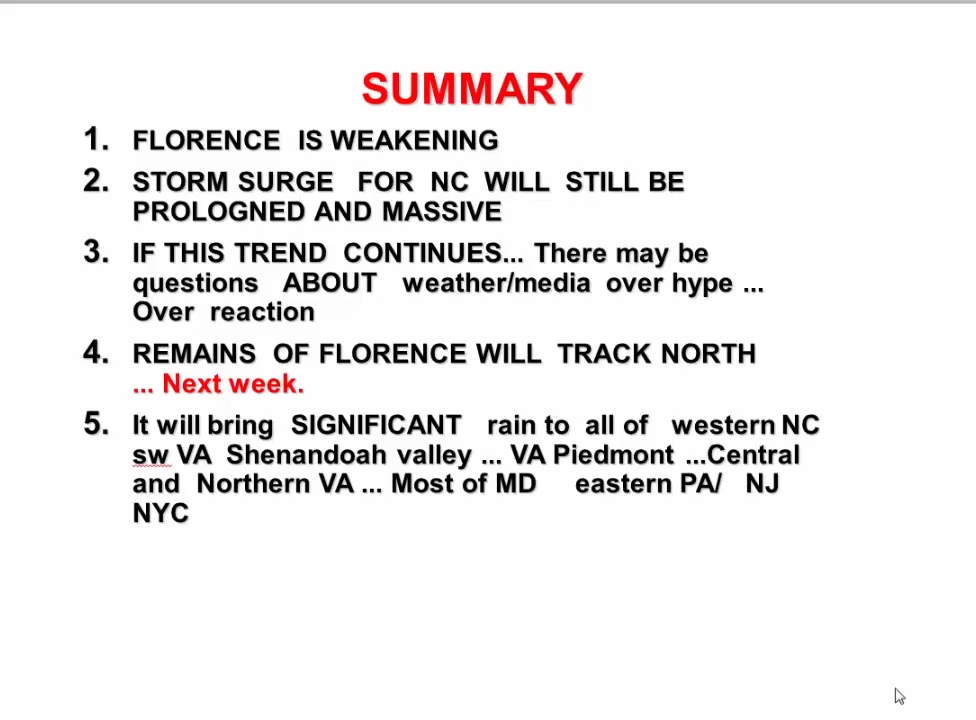 SUMMARY
1. FLORENCE IS WEAKENING
2. STORM SURGE FOR NC WILL STILL BE
PROLOGNED AND MASSIVE
3. IF THIS TREND CONTINUES... There may be
questions ABOUT weather/media over hype ...
Over reaction
4. REMAINS OF FLORENCE WILL TRACK NORTH
... Next week.
5. It will bring SIGNIFICANT rain to all of western NC
sw VA Shenandoah valley ... VA Piedmont ...Central
and Northern VA ... Most of MD eastern PA/ NJ
NYC